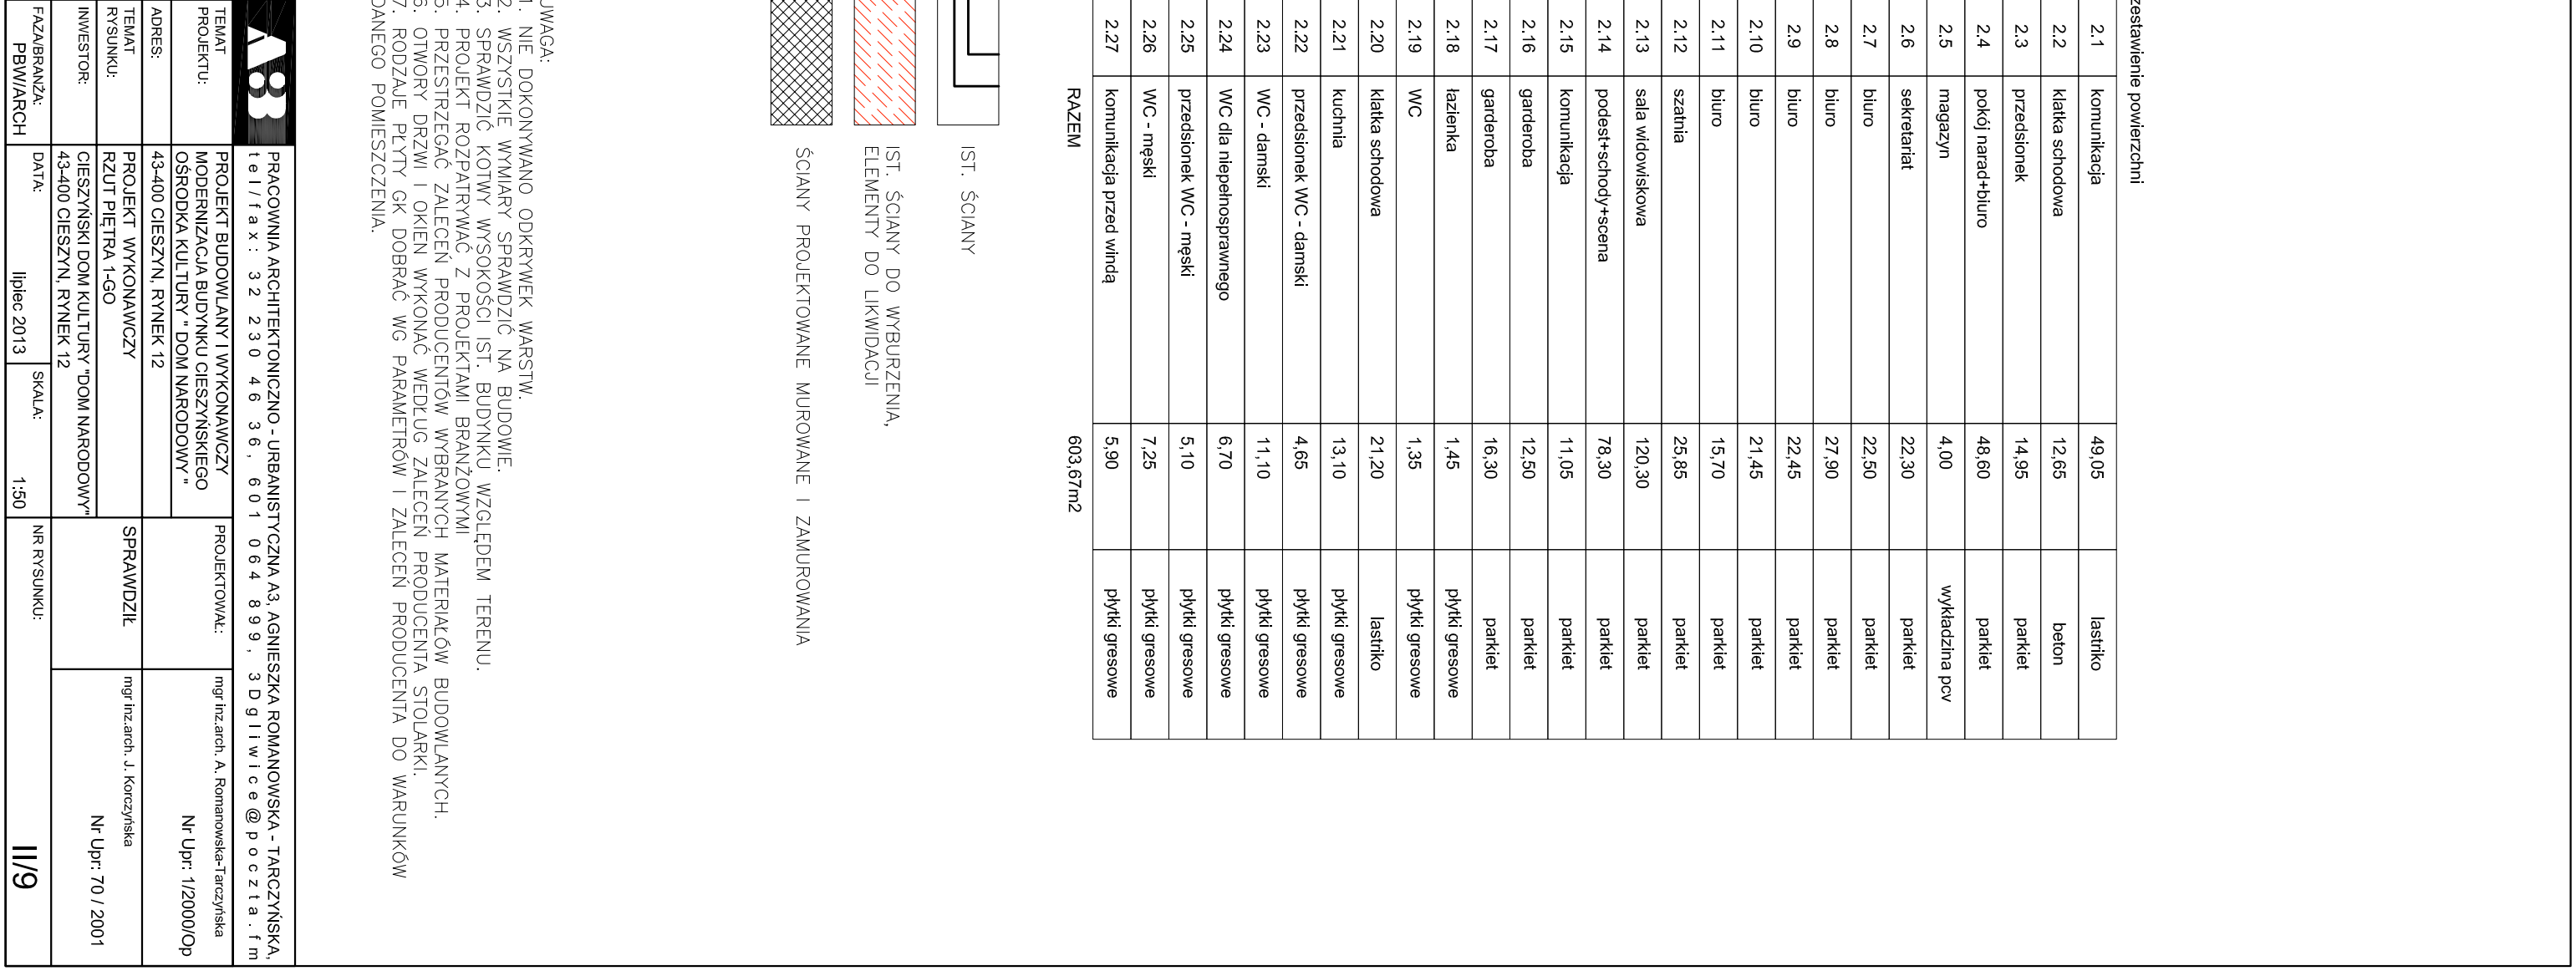 zestawienie powierzchni
2.1 komunikacja 49,05 lastriko
2.2 klatka schodowa 12,65 beton
2.3 przedsionek 14,95 parkiet
2.4 pokój narad+biuro 48,60 parkiet
2.5 magazyn 4,00 wykładzina pcv
2.6 sekretariat 22,30 parkiet
2.7 biuro 22,50 parkiet
2.8 biuro 27,90 parkiet
2.9 biuro 22,45 parkiet
2.10 biuro 21,45 parkiet
2.11 biuro 15,70 parkiet
2.12 szatnia 25,85 parkiet
2.13 sala widowiskowa 120,30 parkiet
2.14 podest+schody+scena 78,30 parkiet
2.15 komunikacja 11,05 parkiet
2.16 garderoba 12,50 parkiet
2.17 garderoba 16,30 parkiet
2.18 łazienka 1,45 płytki gresowe
2.19 WC 1,35 płytki gresowe
2.20 klatka schodowa 21,20 lastriko
2.21 kuchnia 13,10 płytki gresowe
2.22 przedsionek WC - damski 4,65 płytki gresowe
2.23 WC - damski 11,10 płytki gresowe
2.24 WC dla niepełnosprawnego 6,70 płytki gresowe
2.25 przedsionek WC - męski 5,10 płytki gresowe
2.26 WC - męski 7,25 płytki gresowe
2.27 komunikacja przed windą 5,90 płytki gresowe
RAZEM 603,67m2
IST. ŚCIANY
IST. ŚCIANY DO WYBURZENIA,
ELEMENTY DO LIKWIDACJI
ŚCIANY PROJEKTOWANE MUROWANE I ZAMUROWANIA
UWAGA:
1. NIE DOKONYWANO ODKRYWEK WARSTW.
2. WSZYSTKIE WYMIARY SPRAWDZIĆ NA BUDOWIE.
3. SPRAWDZIĆ KOTWY WYSOKOŚCI IST. BUDYNKU WZGLĘDEM TERENU.
4. PROJEKT ROZPATRYWAĆ Z PROJEKTAMI BRANŻOWYMI
5. PRZESTRZEGAĆ ZALECEŃ PRODUCENTÓW WYBRANYCH MATERIAŁÓW BUDOWLANYCH.
6. OTWORY DRZWI I OKIEN WYKONAĆ WEDŁUG ZALECEŃ PRODUCENTA STOLARKI.
7. RODZAJE PŁYTY GK DOBRAĆ WG PARAMETRÓW I ZALECEŃ PRODUCENTA DO WARUNKÓW
DANEGO POMIESZCZENIA.
A3
PRACOWNIA ARCHITEKTONICZNO - URBANISTYCZNA A3, AGNIESZKA ROMANOWSKA - TARCZYŃSKA,
tel/fax: 32 230 46 36, 601 064 899, 3Dgliwice@poczta.fm
TEMAT
PROJEKTU:
PROJEKT BUDOWLANY I WYKONAWCZY
MODERNIZACJA BUDYNKU CIESZYŃSKIEGO
OŚRODKA KULTURY " DOM NARODOWY "
PROJEKTOWAŁ:
mgr inz.arch. A. Romanowska-Tarczyńska
Nr Upr: 1/2000/Op
ADRES:
43-400 CIESZYN, RYNEK 12
TEMAT
RYSUNKU:
PROJEKT WYKONAWCZY
RZUT PIĘTRA 1-GO
SPRAWDZIŁ
mgr inz.arch. J. Korczyńska
Nr Upr: 70 / 2001
INWESTOR:
CIESZYŃSKI DOM KULTURY "DOM NARODOWY"
43-400 CIESZYN, RYNEK 12
FAZA/BRANŻA:
PBW/ARCH
DATA:
lipiec 2013
SKALA:
1:50
NR RYSUNKU:
II/9